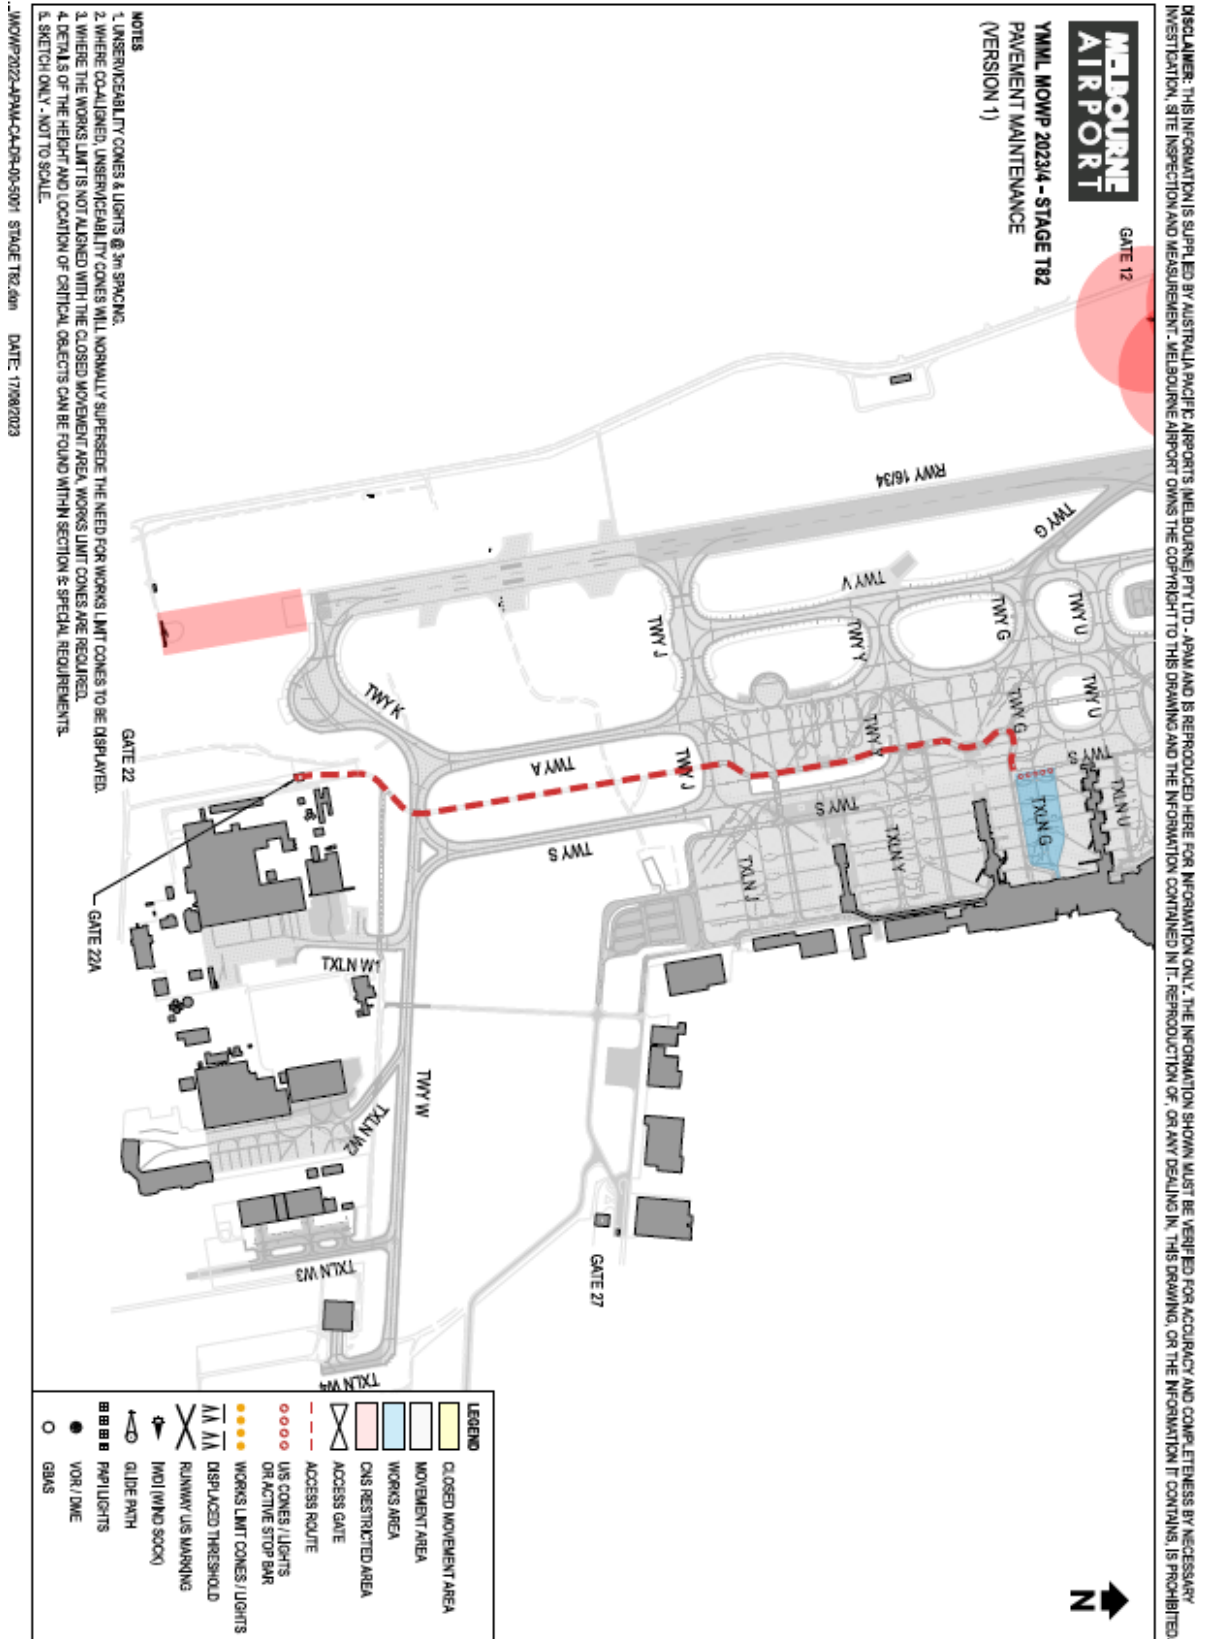 DISCLAIMER: THIS INFORMATION IS SUPPLIED BY AUSTRALIA PACIFIC AIRPORTS (MELBOURNE) PTY LTD - APAM AND IS REPRODUCED HERE FOR INFORMATION ONLY. THE INFORMATION SHOWN MUST BE VERIFIED FOR ACCURACY AND COMPLETENESS BY NECESSARY
INVESTIGATION, SITE INSPECTION AND MEASUREMENT. MELBOURNE AIRPORT OWNS THE COPYRIGHT TO THIS DRAWING AND THE INFORMATION CONTAINED IN IT. REPRODUCTION OF, OR ANY DEALING IN, THIS DRAWING, OR THE INFORMATION IT CONTAINS, IS PROHIBITED.
MELBOURNE
AIRPORT
YMML MOWP 2023/4 - STAGE T82
PAVEMENT MAINTENANCE
(VERSION 1)
GATE 12
N
RWY 16/34
TWY G
TWY V
TWY U
TWY G
TWY Y
TWY J
TWY U
TWY G
TWY S
TXLN U
TWY Y
TXLN G
TWY J
TWY K
TWY A
TWY S
TXLN Y
TWY S
TXLN J
GATE 22
GATE 22A
TXLN W1
TWY W
TXLN W2
TXLN W3
TXLN W4
GATE 27
NOTES
1. UNSERVICEABILITY CONES & LIGHTS @ 3m SPACING.
2. WHERE CO-ALIGNED, UNSERVICEABILITY CONES WILL NORMALLY SUPERSEDE THE NEED FOR WORKS LIMIT CONES TO BE DISPLAYED.
3. WHERE THE WORKS LIMIT IS NOT ALIGNED WITH THE CLOSED MOVEMENT AREA, WORKS LIMIT CONES ARE REQUIRED.
4. DETAILS OF THE HEIGHT AND LOCATION OF CRITICAL OBJECTS CAN BE FOUND WITHIN SECTION 6: SPECIAL REQUIREMENTS.
5. SKETCH ONLY - NOT TO SCALE.
LEGEND
CLOSED MOVEMENT AREA
MOVEMENT AREA
WORKS AREA
CNS RESTRICTED AREA
ACCESS GATE
ACCESS ROUTE
U/S CONES / LIGHTS
OR ACTIVE STOP BAR
WORKS LIMIT CONES / LIGHTS
DISPLACED THRESHOLD
RUNWAY U/S MARKING
IWDI (WIND SOCK)
GLIDE PATH
PAPI LIGHTS
VOR / DME
GBAS
...\MOWP2022-APAM-CA-DR-00-5001 STAGE T82.dgn DATE: 17/08/2023